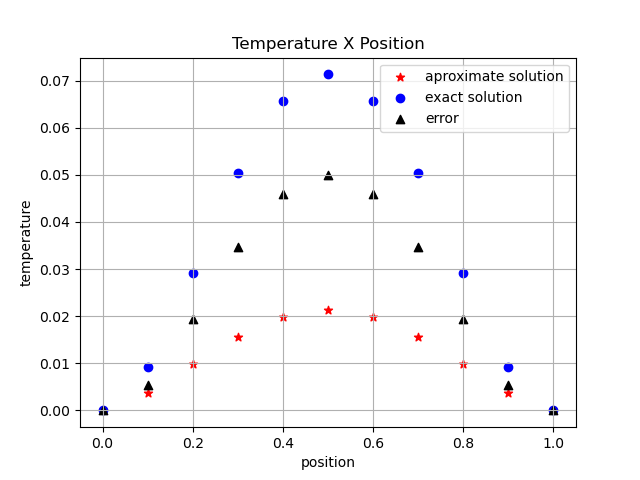 Temperature X Position
aproximate solution
exact solution
error
temperature
0.07
0.06
0.05
0.04
0.03
0.02
0.01
0.00
0.0 0.2 0.4 0.6 0.8 1.0
position